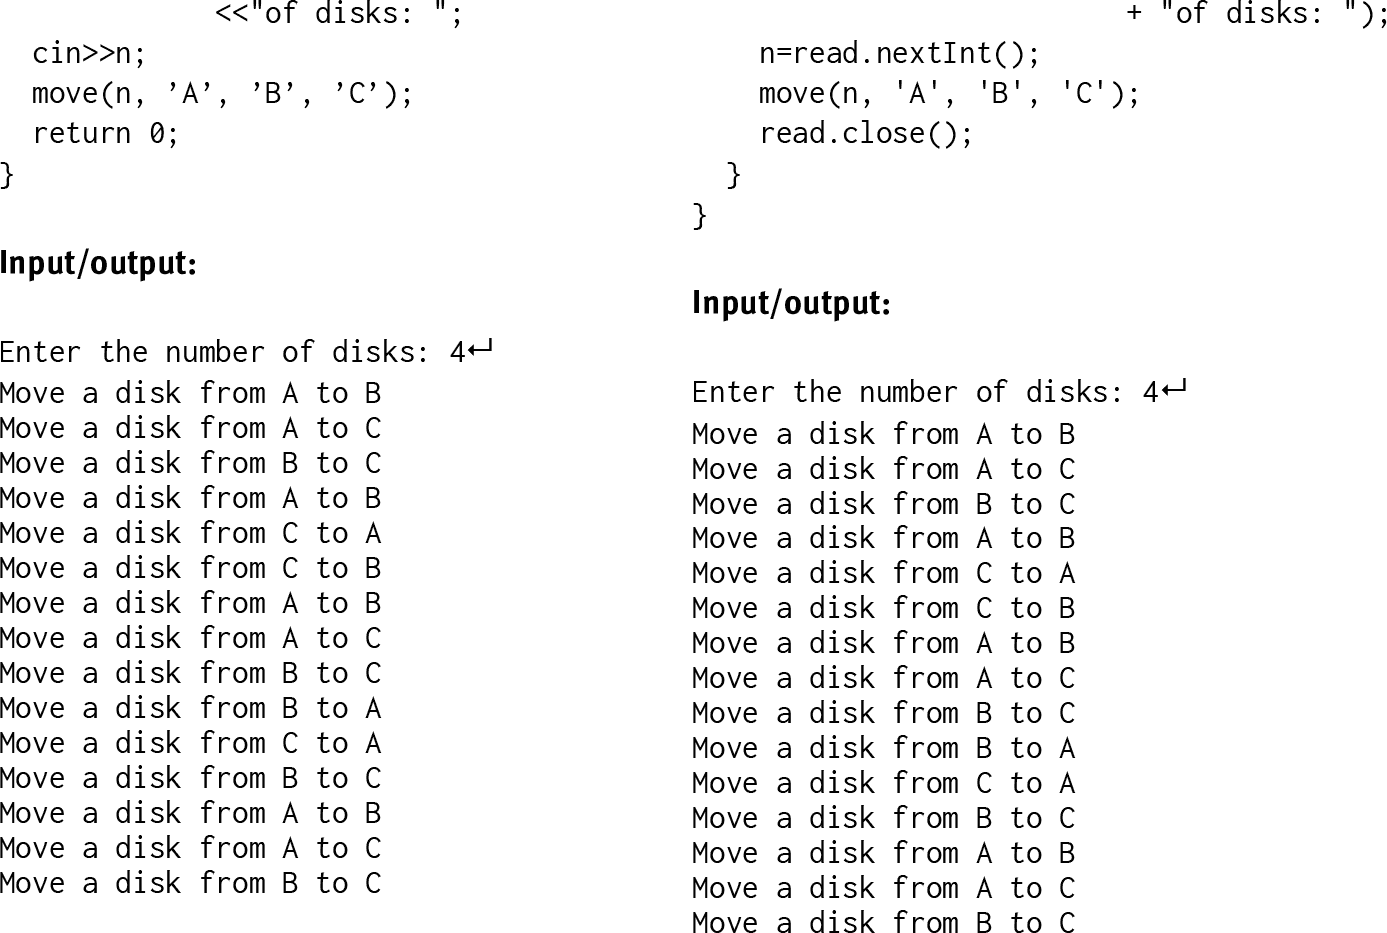 <<"of disks: ";
cin>>n;
move(n, ’A’, ’B’, ’C’);
return 0;
}
Input/output:
Enter the number of disks: 4↵
Move a disk from A to B
Move a disk from A to C
Move a disk from B to C
Move a disk from A to B
Move a disk from C to A
Move a disk from C to B
Move a disk from A to B
Move a disk from A to C
Move a disk from B to C
Move a disk from B to A
Move a disk from C to A
Move a disk from B to C
Move a disk from A to B
Move a disk from A to C
Move a disk from B to C
+ "of disks: ");
n=read.nextInt();
move(n, 'A', 'B', 'C');
read.close();
}
}
Input/output:
Enter the number of disks: 4↵
Move a disk from A to B
Move a disk from A to C
Move a disk from B to C
Move a disk from A to B
Move a disk from C to A
Move a disk from C to B
Move a disk from A to B
Move a disk from A to C
Move a disk from B to C
Move a disk from B to A
Move a disk from C to A
Move a disk from B to C
Move a disk from A to B
Move a disk from A to C
Move a disk from B to C